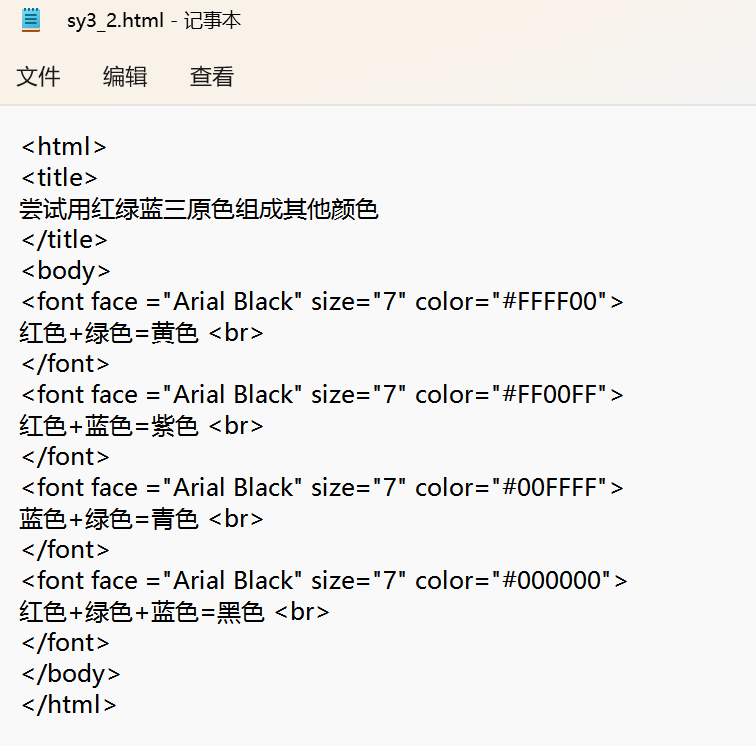 sy3_2.html - 记事本
文件 编辑 查看
<html>
<title>
尝试用红绿蓝三原色组成其他颜色
</title>
<body>
<font face ="Arial Black" size="7" color="#FFFF00">
红色+绿色=黄色 <br>
</font>
<font face ="Arial Black" size="7" color="#FF00FF">
红色+蓝色=紫色 <br>
</font>
<font face ="Arial Black" size="7" color="#00FFFF">
蓝色+绿色=青色 <br>
</font>
<font face ="Arial Black" size="7" color="#000000">
红色+绿色+蓝色=黑色 <br>
</font>
</body>
</html>